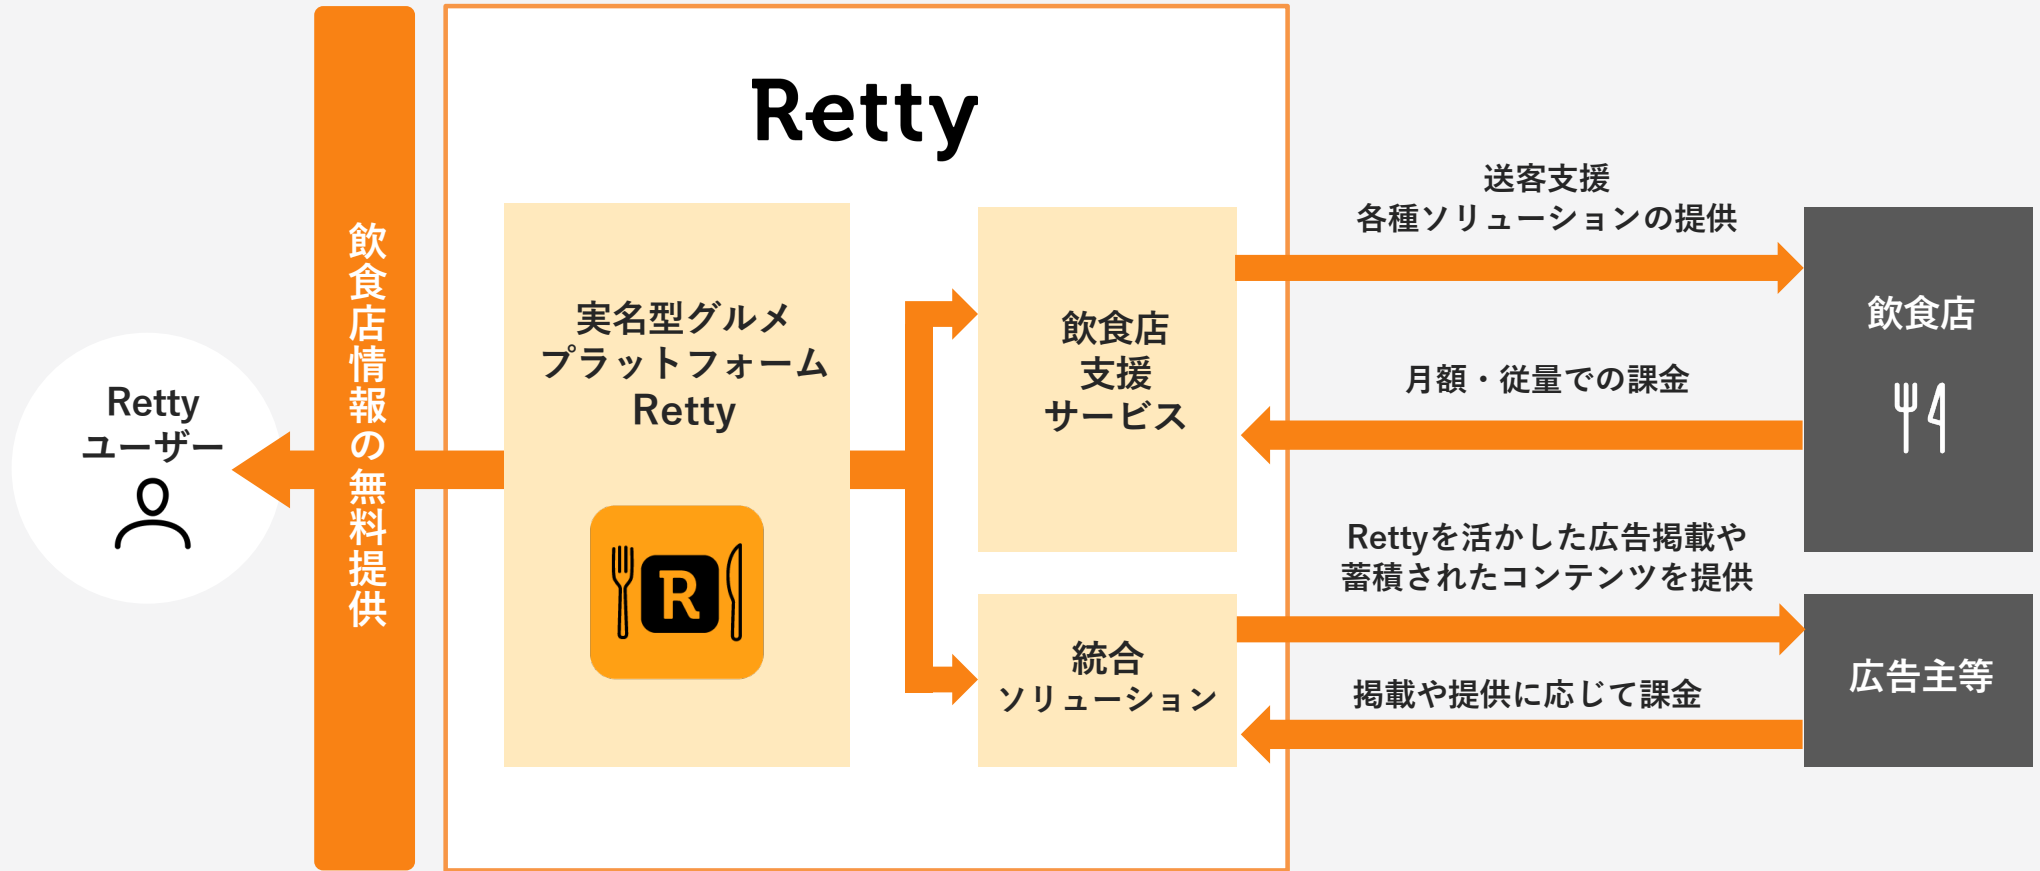 Retty
ユーザー
飲食店情報の無料提供
Retty
実名型グルメ
プラットフォーム
Retty
R
飲食店
支援
サービス
統合
ソリューション
送客支援
各種ソリューションの提供
月額・従量での課金
Rettyを活かした広告掲載や
蓄積されたコンテンツを提供
掲載や提供に応じて課金
飲食店
広告主等